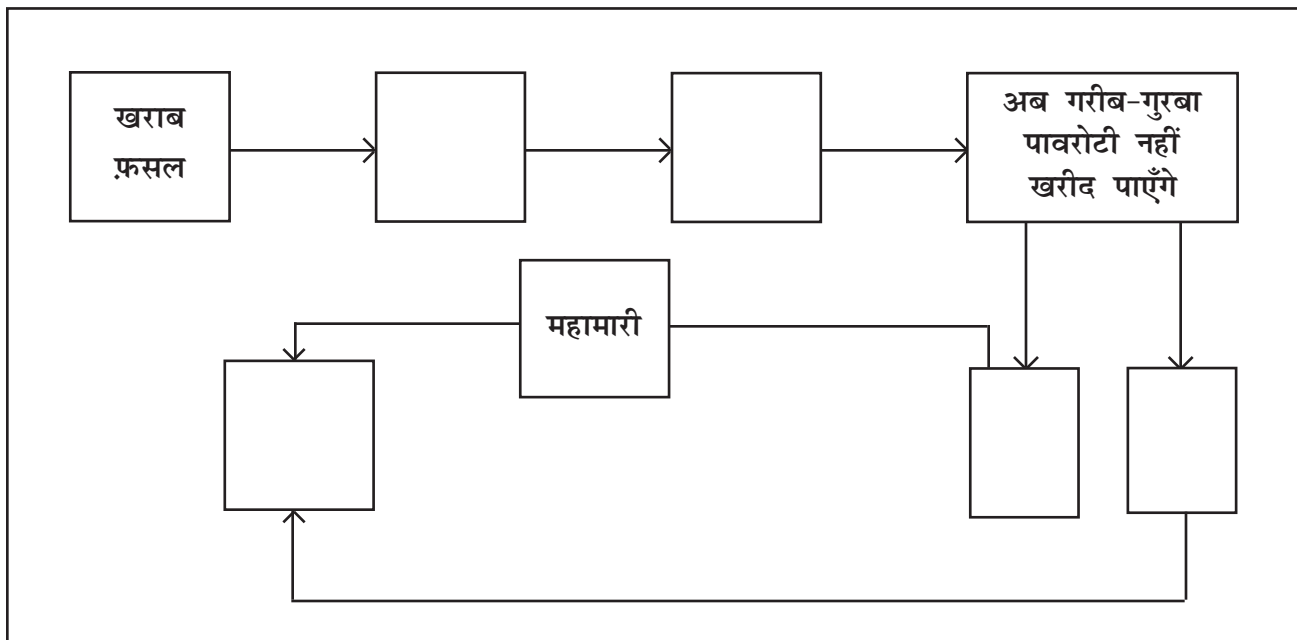 खराब
फ़सल
अब गरीब-गुरबा
पावरोटी नहीं
खरीद पाएँगे
महामारी